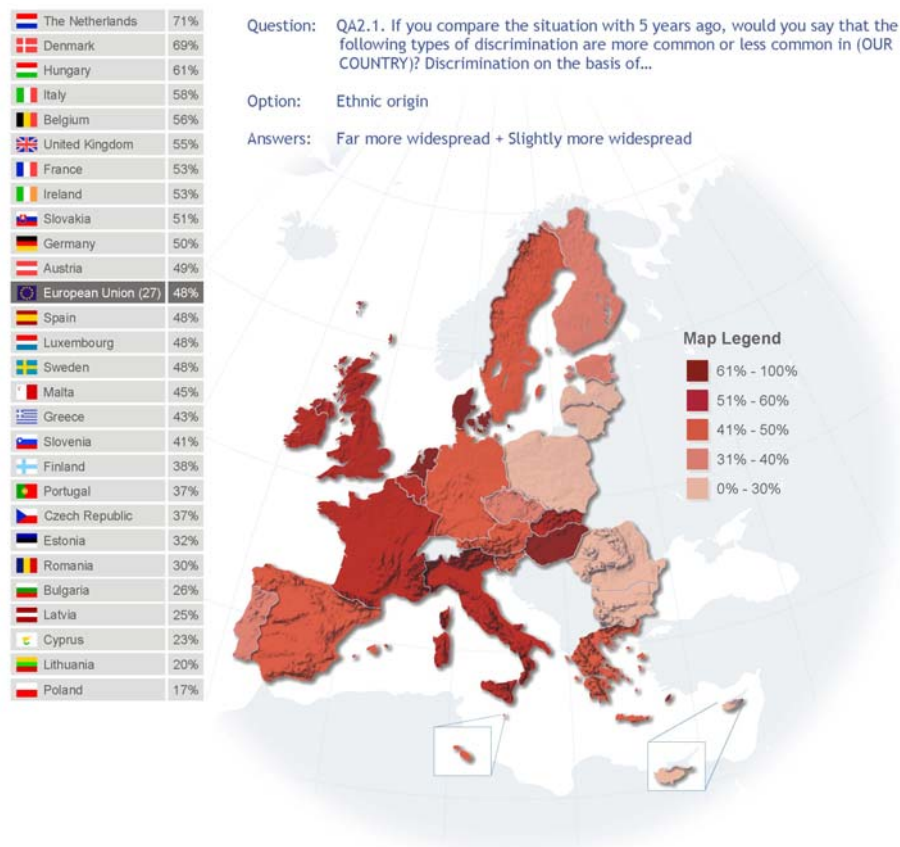 The Netherlands 71%
Denmark 69%
Hungary 61%
Italy 58%
Belgium 56%
United Kingdom 55%
France 53%
Ireland 53%
Slovakia 51%
Germany 50%
Austria 49%
European Union (27) 48%
Spain 48%
Luxembourg 48%
Sweden 48%
Malta 45%
Greece 43%
Slovenia 41%
Finland 38%
Portugal 37%
Czech Republic 37%
Estonia 32%
Romania 30%
Bulgaria 26%
Latvia 25%
Cyprus 23%
Lithuania 20%
Poland 17%
Question: QA2.1. If you compare the situation with 5 years ago, would you say that the
following types of discrimination are more common or less common in (OUR
COUNTRY)? Discrimination on the basis of...
Option: Ethnic origin
Answers: Far more widespread + Slightly more widespread
Map Legend
61% - 100%
51% - 60%
41% - 50%
31% - 40%
0% - 30%